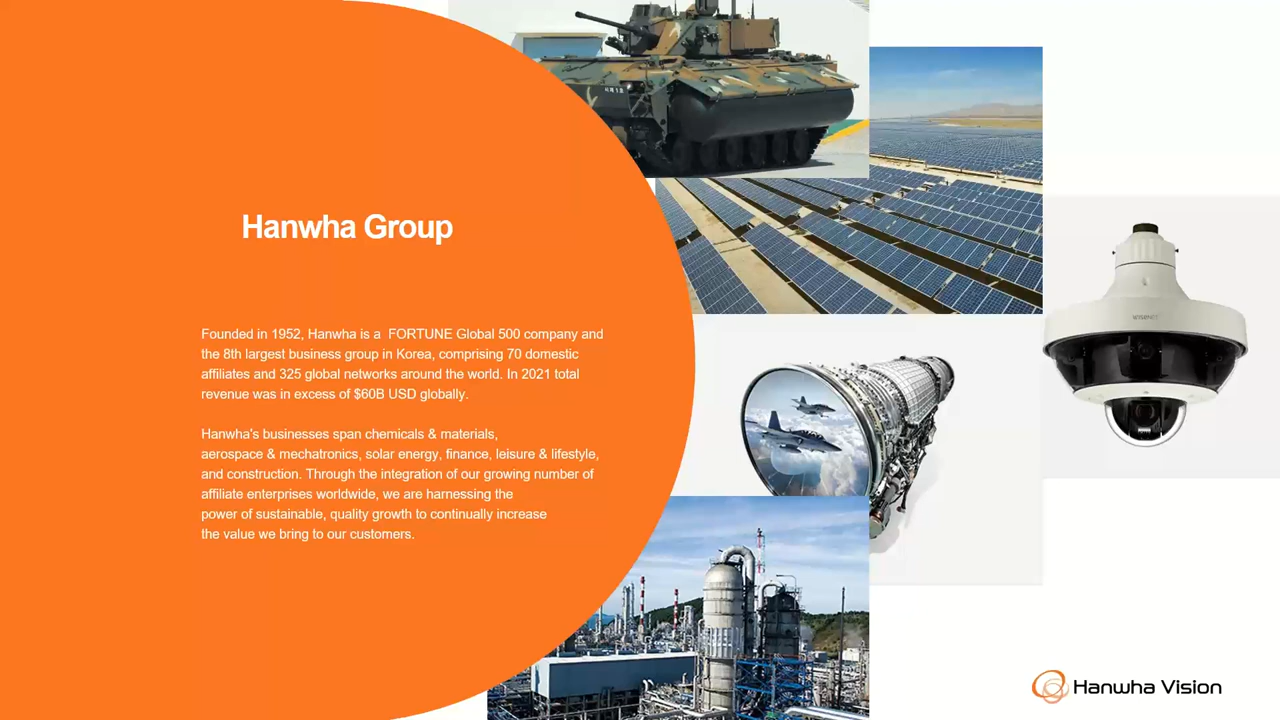 Hanwha Group
Founded in 1952, Hanwha is a FORTUNE Global 500 company and
the 8th largest business group in Korea, comprising 70 domestic
affiliates and 325 global networks around the world. In 2021 total
revenue was in excess of $60B USD globally.
Hanwha's businesses span chemicals & materials,
aerospace & mechatronics, solar energy, finance, leisure & lifestyle,
and construction. Through the integration of our growing number of
affiliate enterprises worldwide, we are harnessing the
power of sustainable, quality growth to continually increase
the value we bring to our customers.
WISENET
Hanwha Vision